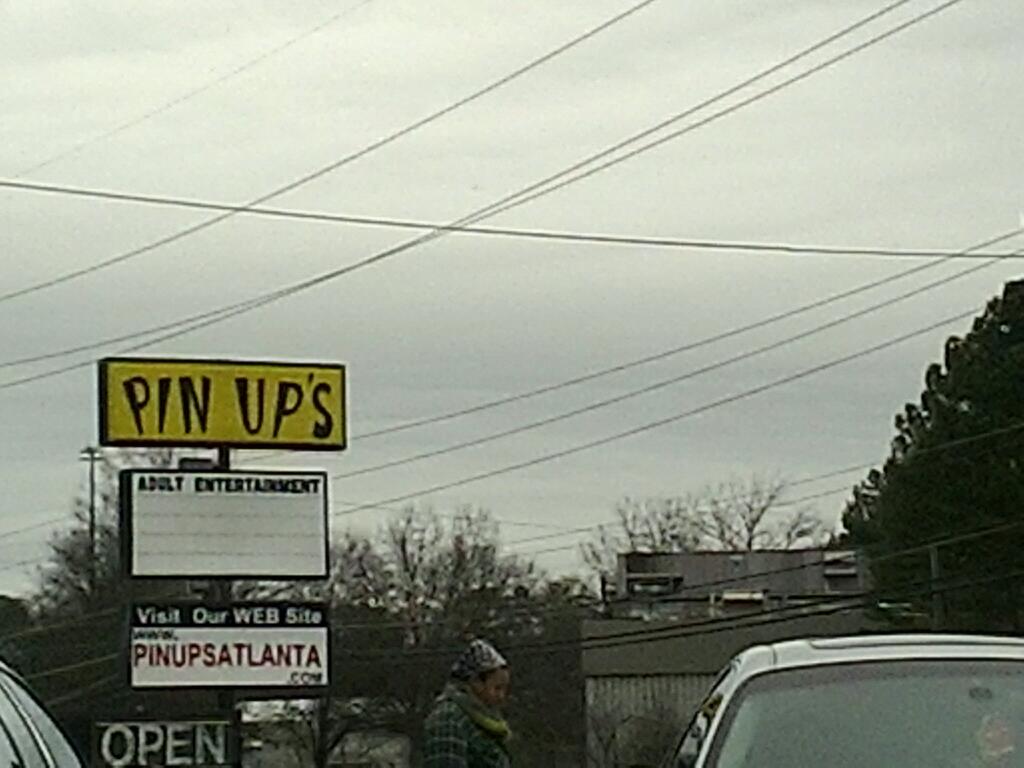 PIN UP'S
ADULT ENTERTAINMENT
Visit Our WEB Site
WWW.
PINUPSATLANTA
.COM
OPEN